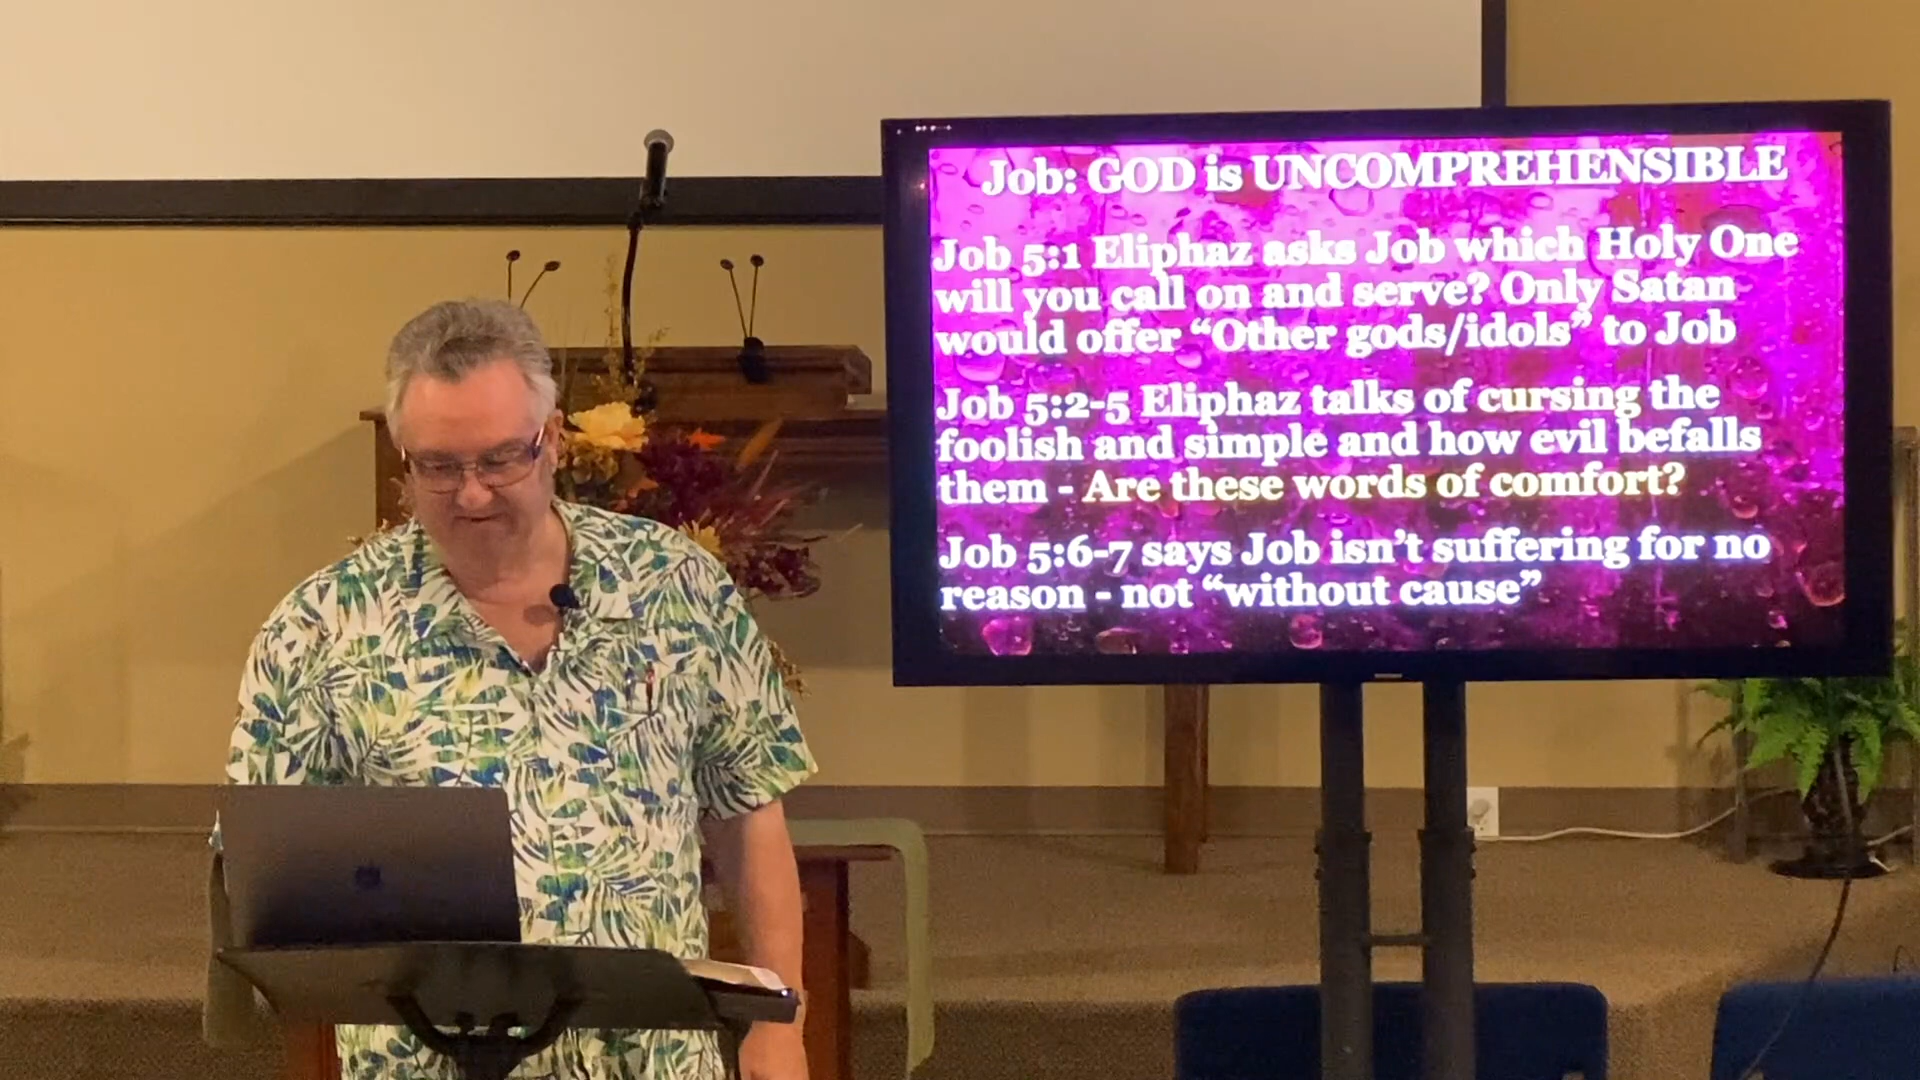 Job: GOD is UNCOMPREHENSIBLE
Job 5:1 Eliphaz asks Job which Holy One
will you call on and serve? Only Satan
would offer “Other gods/idols” to Job
Job 5:2-5 Eliphaz talks of cursing the
foolish and simple and how evil befalls
them - Are these words of comfort?
Job 5:6-7 says Job isn’t suffering for no
reason - not “without cause”